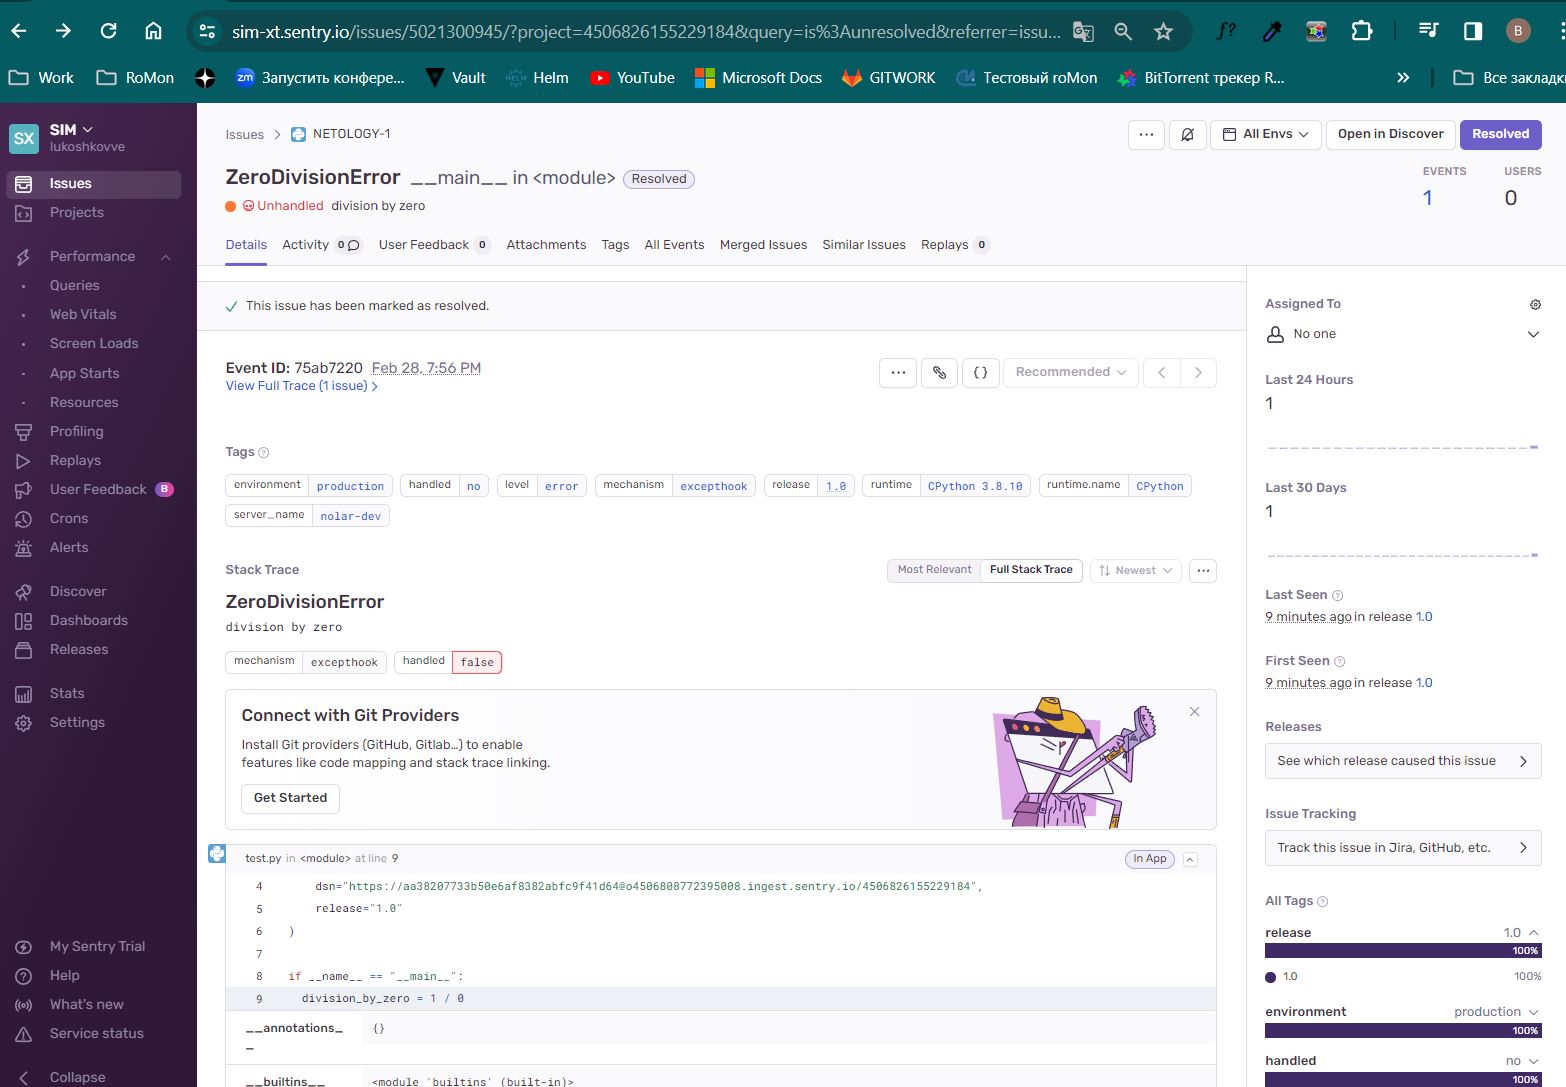 sim-xt.sentry.io/issues/5021300945/?project=4506826155229184&query=is%3Aunresolved&referrer=issu...
f?
B
Work
RoMon
zm Запустить конфере...
Vault
HELM Helm
YouTube
Microsoft Docs
GITWORK
Тестовый roMon
BitTorrent трекер R...
»
Все закладк
SX
SIM
lukoshkovve
Issues
Projects
Performance
Queries
Web Vitals
Screen Loads
App Starts
Resources
Profiling
Replays
User Feedback B
Crons
Alerts
Discover
Dashboards
Releases
Stats
Settings
My Sentry Trial
Help
What's new
Service status
Collapse
Issues > NETOLOGY-1
... All Envs Open in Discover Resolved
ZeroDivisionError __main__ in <module> Resolved
Unhandled division by zero
EVENTS USERS
1 0
Details Activity 0 User Feedback 0 Attachments Tags All Events Merged Issues Similar Issues Replays 0
This issue has been marked as resolved.
Event ID: 75ab7220 Feb 28, 7:56 PM
View Full Trace (1 issue) >
... {} Recommended < >
Tags ?
environment production handled no level error mechanism excepthook release 1.0 runtime CPython 3.8.10 runtime.name CPython
server_name nolar-dev
Stack Trace Most Relevant Full Stack Trace Newest ...
ZeroDivisionError
division by zero
mechanism excepthook handled false
Connect with Git Providers
Install Git providers (GitHub, Gitlab…) to enable
features like code mapping and stack trace linking.
Get Started
test.py in <module> at line 9 In App
4 dsn="https://aa38207733b50e6af8382abfc9f41d64@o4506808772395008.ingest.sentry.io/4506826155229184",
5 release="1.0"
6 )
7
8 if __name__ == "__main__":
9 division_by_zero = 1 / 0
__annotations_
_
{}
__builtins__ <module 'builtins' (built-in)>
Assigned To
No one
Last 24 Hours
1
Last 30 Days
1
Last Seen ?
9 minutes ago in release 1.0
First Seen ?
9 minutes ago in release 1.0
Releases
See which release caused this issue
Issue Tracking
Track this issue in Jira, GitHub, etc.
All Tags ?
release 1.0
100%
1.0 100%
environment production
100%
handled no
100%